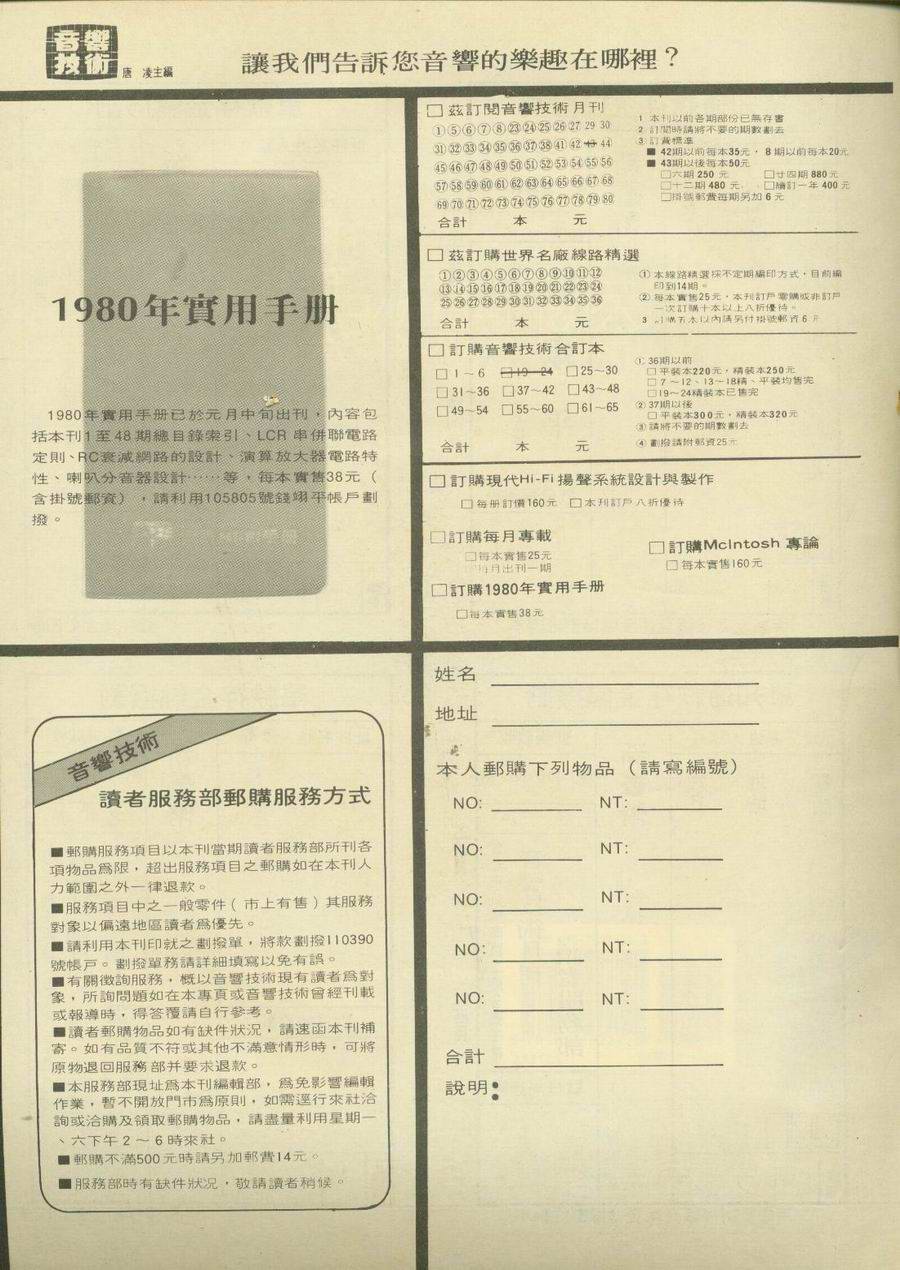 音響
技術
唐 凌主編
讓我們告訴您音響的樂趣在哪裡？
1980年實用手册
1980年實用手册已於元月中旬出刊，內容包
括本刊1至48期總目錄索引、LCR 串併聯電路
定則、RC衰減網路的設計、演算放大器電路特
性、喇叭分音器設計……等，每本實售38元（
含掛號郵資），請利用105805號錢翊平帳戶劃
撥。
□ 茲訂閱音響技術月刊
①⑤⑥⑦⑧㉓㉔㉕㉖ 27 29 30
㉛ ㉜ ㉝ ㉞ ㉟ ㊱ ㊲ ㊳ 41 42 43 44
45 46 47 48 49 50 51 52 53 54 55 56
57 58 59 60 61 62 63 64 65 66 67 68
69 70 71 72 73 74 75 76 77 78 79 80
合計 本 元
1 本刊以前各期部份已無存書
2 訂閱時請將不要的期數劃去
3 訂費標準
■ 42期以前每本35元，8 期以前每本20元
■ 43期以後每本50元
□六期 250 元 □廿四期 880元
□十二期 480 元 □續訂一年 400 元
□掛號郵費每期另加 6 元
□ 茲訂購世界名廠線路精選
①②③④⑤⑥⑦⑧⑨⑩⑪⑫
⑬⑭⑮⑯⑰⑱⑲⑳㉑㉒㉓㉔
㉕㉖㉗㉘㉙㉚㉛㉜㉝㉞㉟㊱
合計 本 元
① 本線路精選採不定期編印方式，目前編
印到14期。
② 每本實售25元，本刊訂戶零購或非訂戶
一次訂購十本以上八折優待。
3 訂購五本以內請另付掛號郵資 6 元
□ 訂購音響技術合訂本
□ 1～6 □19～24 □25～30
□31～36 □37～42 □43～48
□49～54 □55～60 □61～65
合計 本 元
① 36期以前
□ 平裝本220元，精裝本250元
□ 7～12、13～18精、平裝均售完
□19～24精裝本已售完
② 37期以後
□ 平裝本300元，精裝本320元
③ 請將不要的期數劃去
④ 劃撥請附郵資25元
□ 訂購現代Hi-Fi揚聲系統設計與製作
□ 每册訂價160元 □ 本刊訂戶八折優待
□訂購每月專載
□每本實售25元
每月出刊一期
□訂購McIntosh 專論
□ 每本實售160元
□訂購1980年實用手册
□每本實售38元
音響技術
讀者服務部郵購服務方式
■郵購服務項目以本刊當期讀者服務部所刊各
項物品爲限，超出服務項目之郵購如在本刊人
力範圍之外一律退款。
■服務項目中之一般零件（市上有售）其服務
對象以偏遠地區讀者爲優先。
■請利用本刊印就之劃撥單，將款劃撥110390
號帳戶。劃撥單務請詳細填寫以免有誤。
■有關徵詢服務，概以音響技術現有讀者爲對
象，所詢問題如在本專頁或音響技術曾經刊載
或報導時，得答覆請自行參考。
■讀者郵購物品如有缺件狀況，請速函本刊補
寄。如有品質不符或其他不滿意情形時，可將
原物退回服務部并要求退款。
■本服務部現址爲本刊編輯部，爲免影響編輯
作業，暫不開放門市爲原則，如需逕行來社洽
詢或洽購及領取郵購物品，請盡量利用星期一
、六下午 2～6 時來社。
■郵購不滿500元時請另加郵費14元。
■服務部時有缺件狀況，敬請讀者稍候。
姓名
地址
本人郵購下列物品（請寫編號）
NO: NT:
NO: NT:
NO: NT:
NO: NT:
NO: NT:
合計
說明：